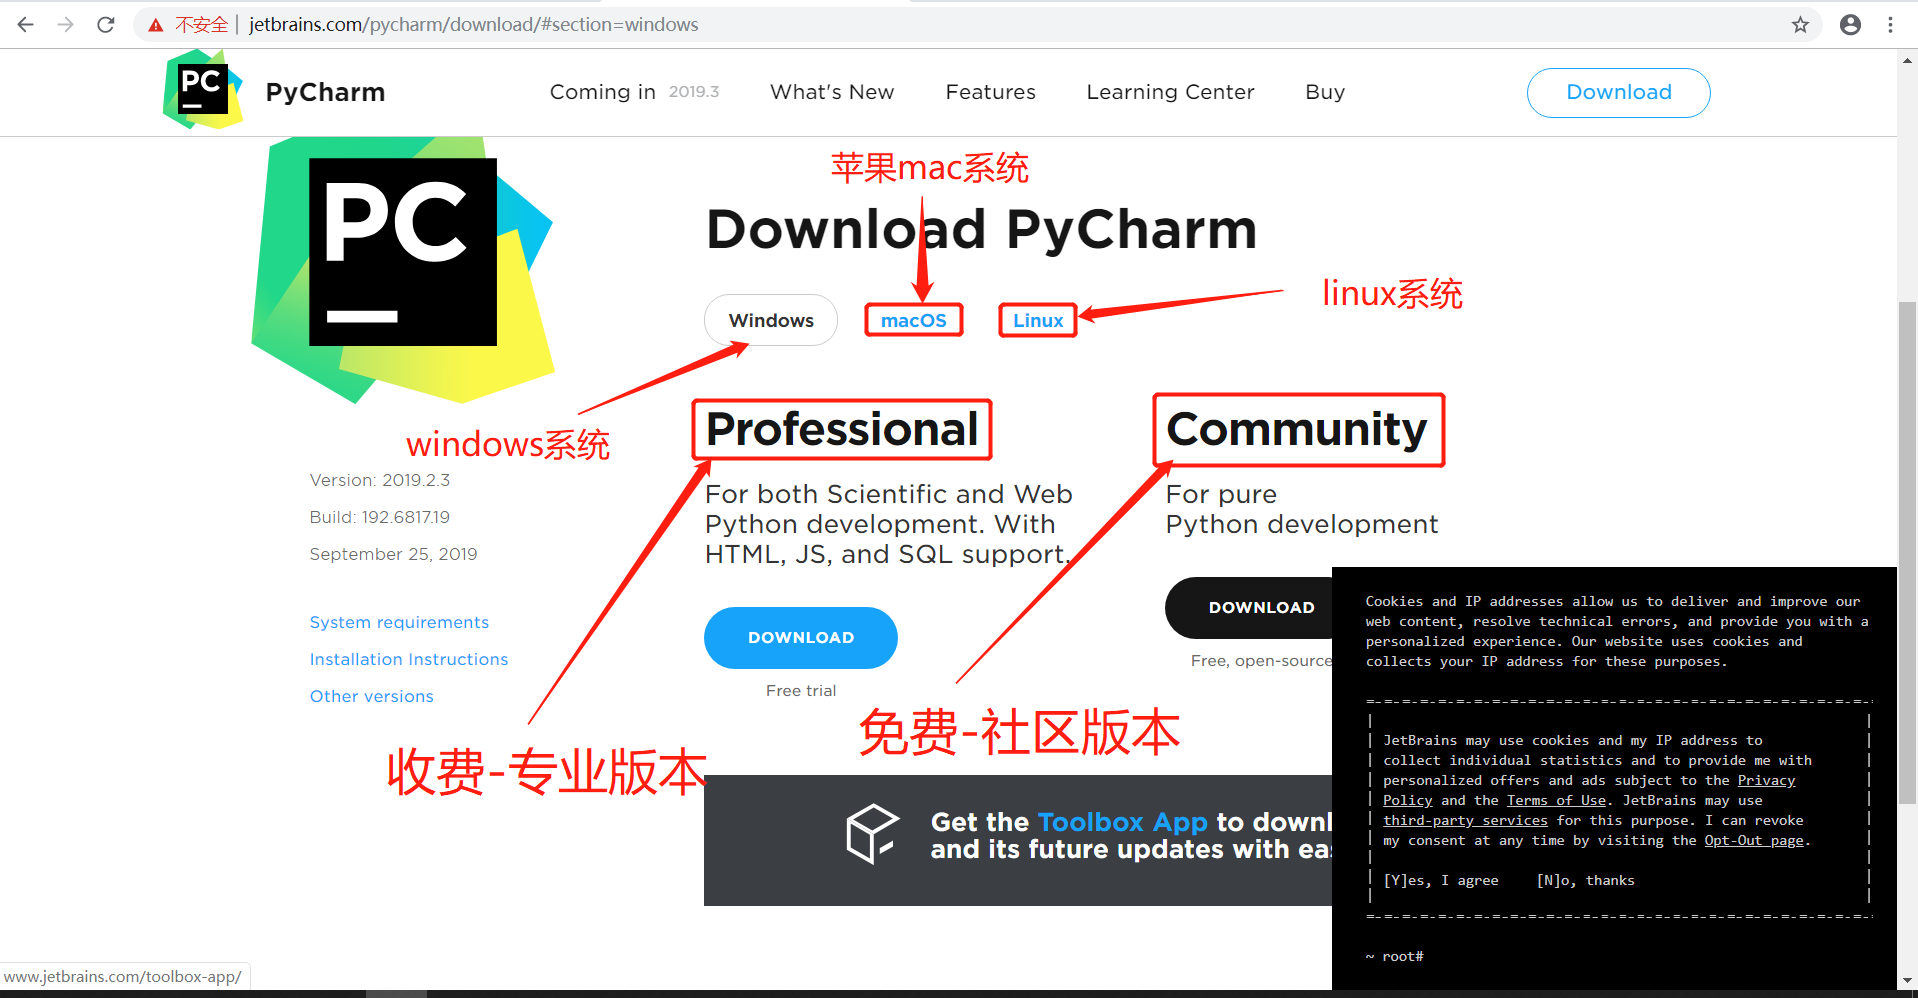 不安全 | jetbrains.com/pycharm/download/#section=windows
PC PyCharm Coming in 2019.3 What's New Features Learning Center Buy Download
苹果mac系统
PC
Download PyCharm
linux系统
Windows macOS Linux
windows系统
Professional Community
Version: 2019.2.3
Build: 192.6817.19
September 25, 2019
System requirements
Installation Instructions
Other versions
For both Scientific and Web
Python development. With
HTML, JS, and SQL support.
DOWNLOAD
Free trial
For pure
Python development
DOWNLOAD
Free, open-source
收费-专业版本
免费-社区版本
Get the Toolbox App to downl
and its future updates with eas
Cookies and IP addresses allow us to deliver and improve our
web content, resolve technical errors, and provide you with a
personalized experience. Our website uses cookies and
collects your IP address for these purposes.
JetBrains may use cookies and my IP address to
collect individual statistics and to provide me with
personalized offers and ads subject to the Privacy
Policy and the Terms of Use. JetBrains may use
third-party services for this purpose. I can revoke
my consent at any time by visiting the Opt-Out page.
[Y]es, I agree [N]o, thanks
~ root#
www.jetbrains.com/toolbox-app/